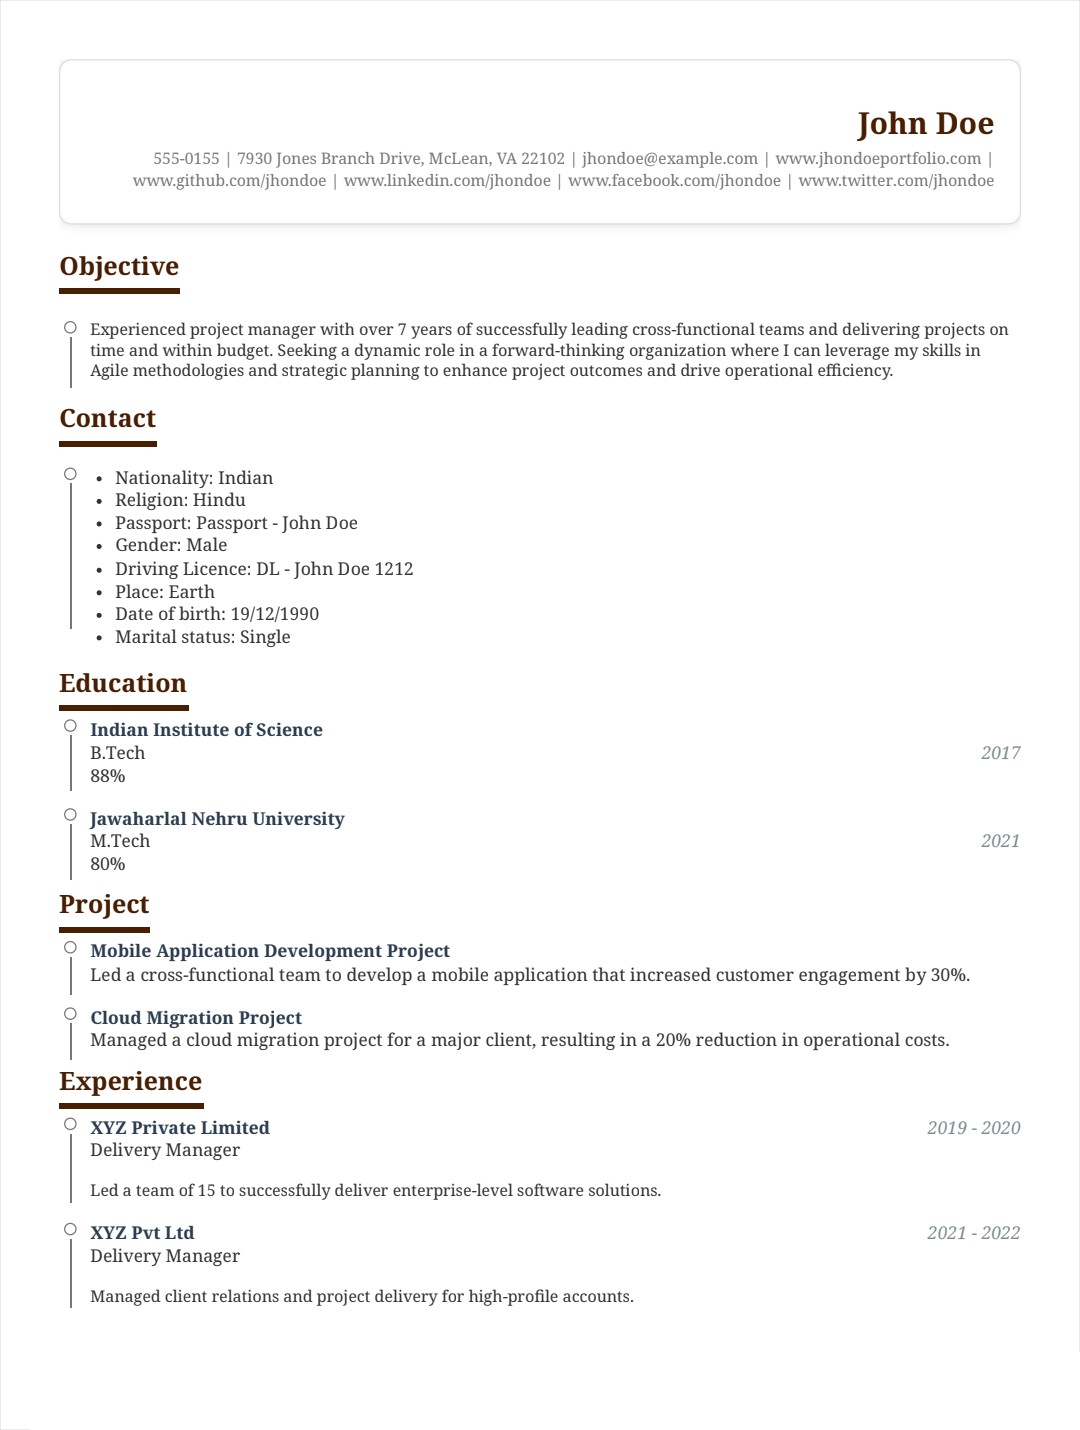 John Doe
555-0155 | 7930 Jones Branch Drive, McLean, VA 22102 | jhondoe@example.com | www.jhondoeportfolio.com |
www.github.com/jhondoe | www.linkedin.com/jhondoe | www.facebook.com/jhondoe | www.twitter.com/jhondoe
Objective
Experienced project manager with over 7 years of successfully leading cross-functional teams and delivering projects on
time and within budget. Seeking a dynamic role in a forward-thinking organization where I can leverage my skills in
Agile methodologies and strategic planning to enhance project outcomes and drive operational efficiency.
Contact
• Nationality: Indian
• Religion: Hindu
• Passport: Passport - John Doe
• Gender: Male
• Driving Licence: DL - John Doe 1212
• Place: Earth
• Date of birth: 19/12/1990
• Marital status: Single
Education
Indian Institute of Science
B.Tech 2017
88%
Jawaharlal Nehru University
M.Tech 2021
80%
Project
Mobile Application Development Project
Led a cross-functional team to develop a mobile application that increased customer engagement by 30%.
Cloud Migration Project
Managed a cloud migration project for a major client, resulting in a 20% reduction in operational costs.
Experience
XYZ Private Limited 2019 - 2020
Delivery Manager
Led a team of 15 to successfully deliver enterprise-level software solutions.
XYZ Pvt Ltd 2021 - 2022
Delivery Manager
Managed client relations and project delivery for high-profile accounts.